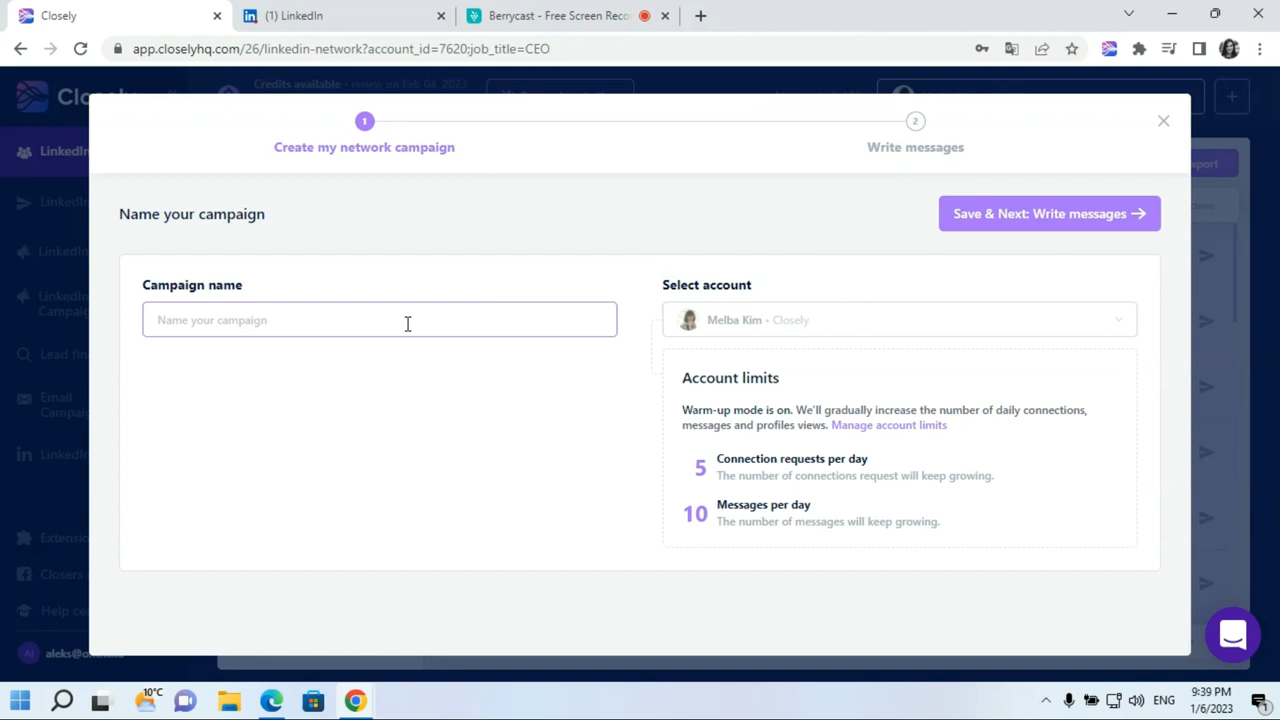 Closely
(1) LinkedIn
Berrycast - Free Screen Reco
app.closelyhq.com/26/linkedin-network?account_id=7620;job_title=CEO
Credits available • renew on Feb 04, 2023
1
2
Create my network campaign
Write messages
LinkedIn
LinkedIn
LinkedIn
LinkedIn
Campaign
Lead fin
Email
Campaig
LinkedIn
Extensio
Closers
Help ce
Name your campaign
Save & Next: Write messages
Campaign name
Name your campaign
Select account
Melba Kim • Closely
Account limits
Warm-up mode is on. We'll gradually increase the number of daily connections,
messages and profiles views. Manage account limits
5 Connection requests per day
The number of connections request will keep growing.
10 Messages per day
The number of messages will keep growing.
10°C
ENG
9:39 PM
1/6/2023
1